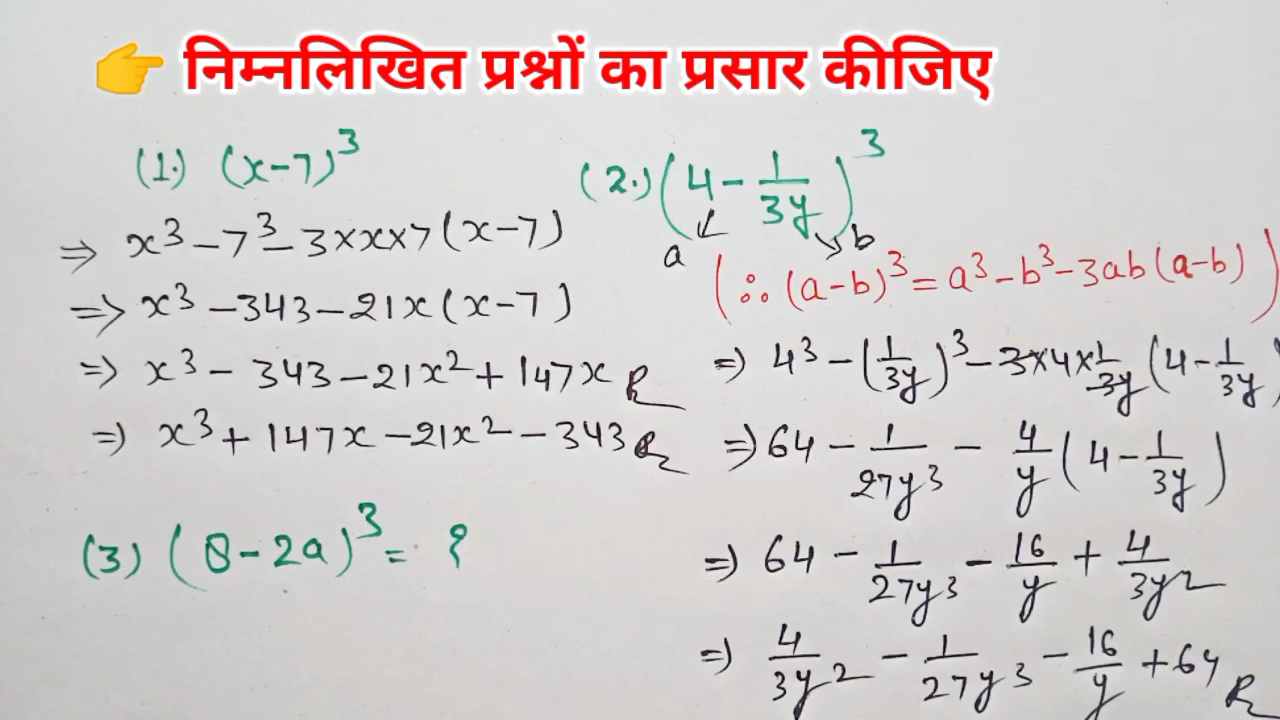 👉 निम्नलिखित प्रश्नों का प्रसार कीजिए
(1.) (x-7)³
⇒ x³ - 7³ - 3×x×7(x-7)
⇒ x³ - 343 - 21x(x-7)
⇒ x³ - 343 - 21x² + 147x
⇒ x³ + 147x - 21x² - 343
(3) (8-2a)³ = ?
(2.) (4 - 1/3y)³
a b
(∴ (a-b)³ = a³ - b³ - 3ab(a-b))
⇒ 4³ - (1/3y)³ - 3×4×1/3y (4 - 1/3y)
⇒ 64 - 1/27y³ - 4/y (4 - 1/3y)
⇒ 64 - 1/27y³ - 16/y + 4/3y²
⇒ 4/3y² - 1/27y³ - 16/y + 64